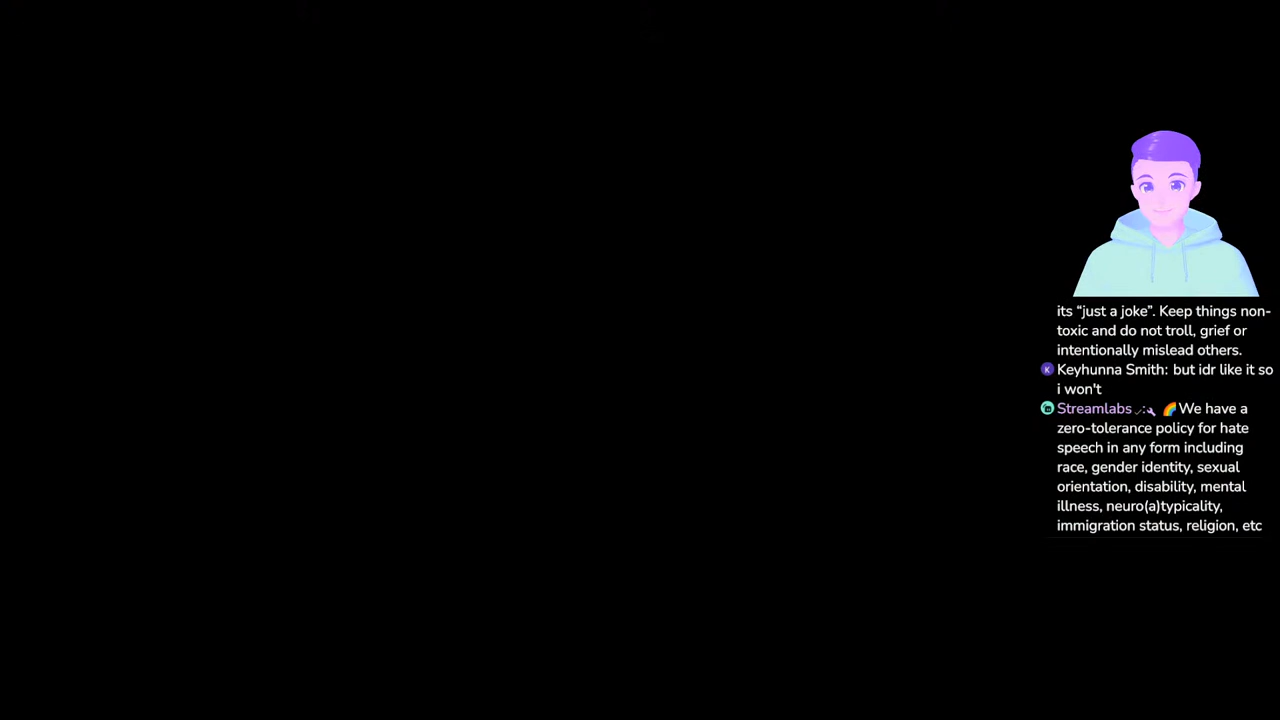 its “just a joke”. Keep things non-
toxic and do not troll, grief or
intentionally mislead others.
K Keyhunna Smith: but idr like it so
i won't
Streamlabs 🌈We have a
zero-tolerance policy for hate
speech in any form including
race, gender identity, sexual
orientation, disability, mental
illness, neuro(a)typicality,
immigration status, religion, etc